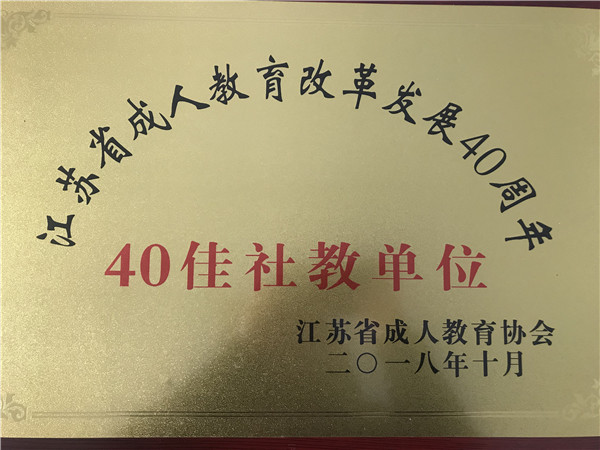 江苏省成人教育改革发展40周年
40佳社教单位
江苏省成人教育协会
二〇一八年十月